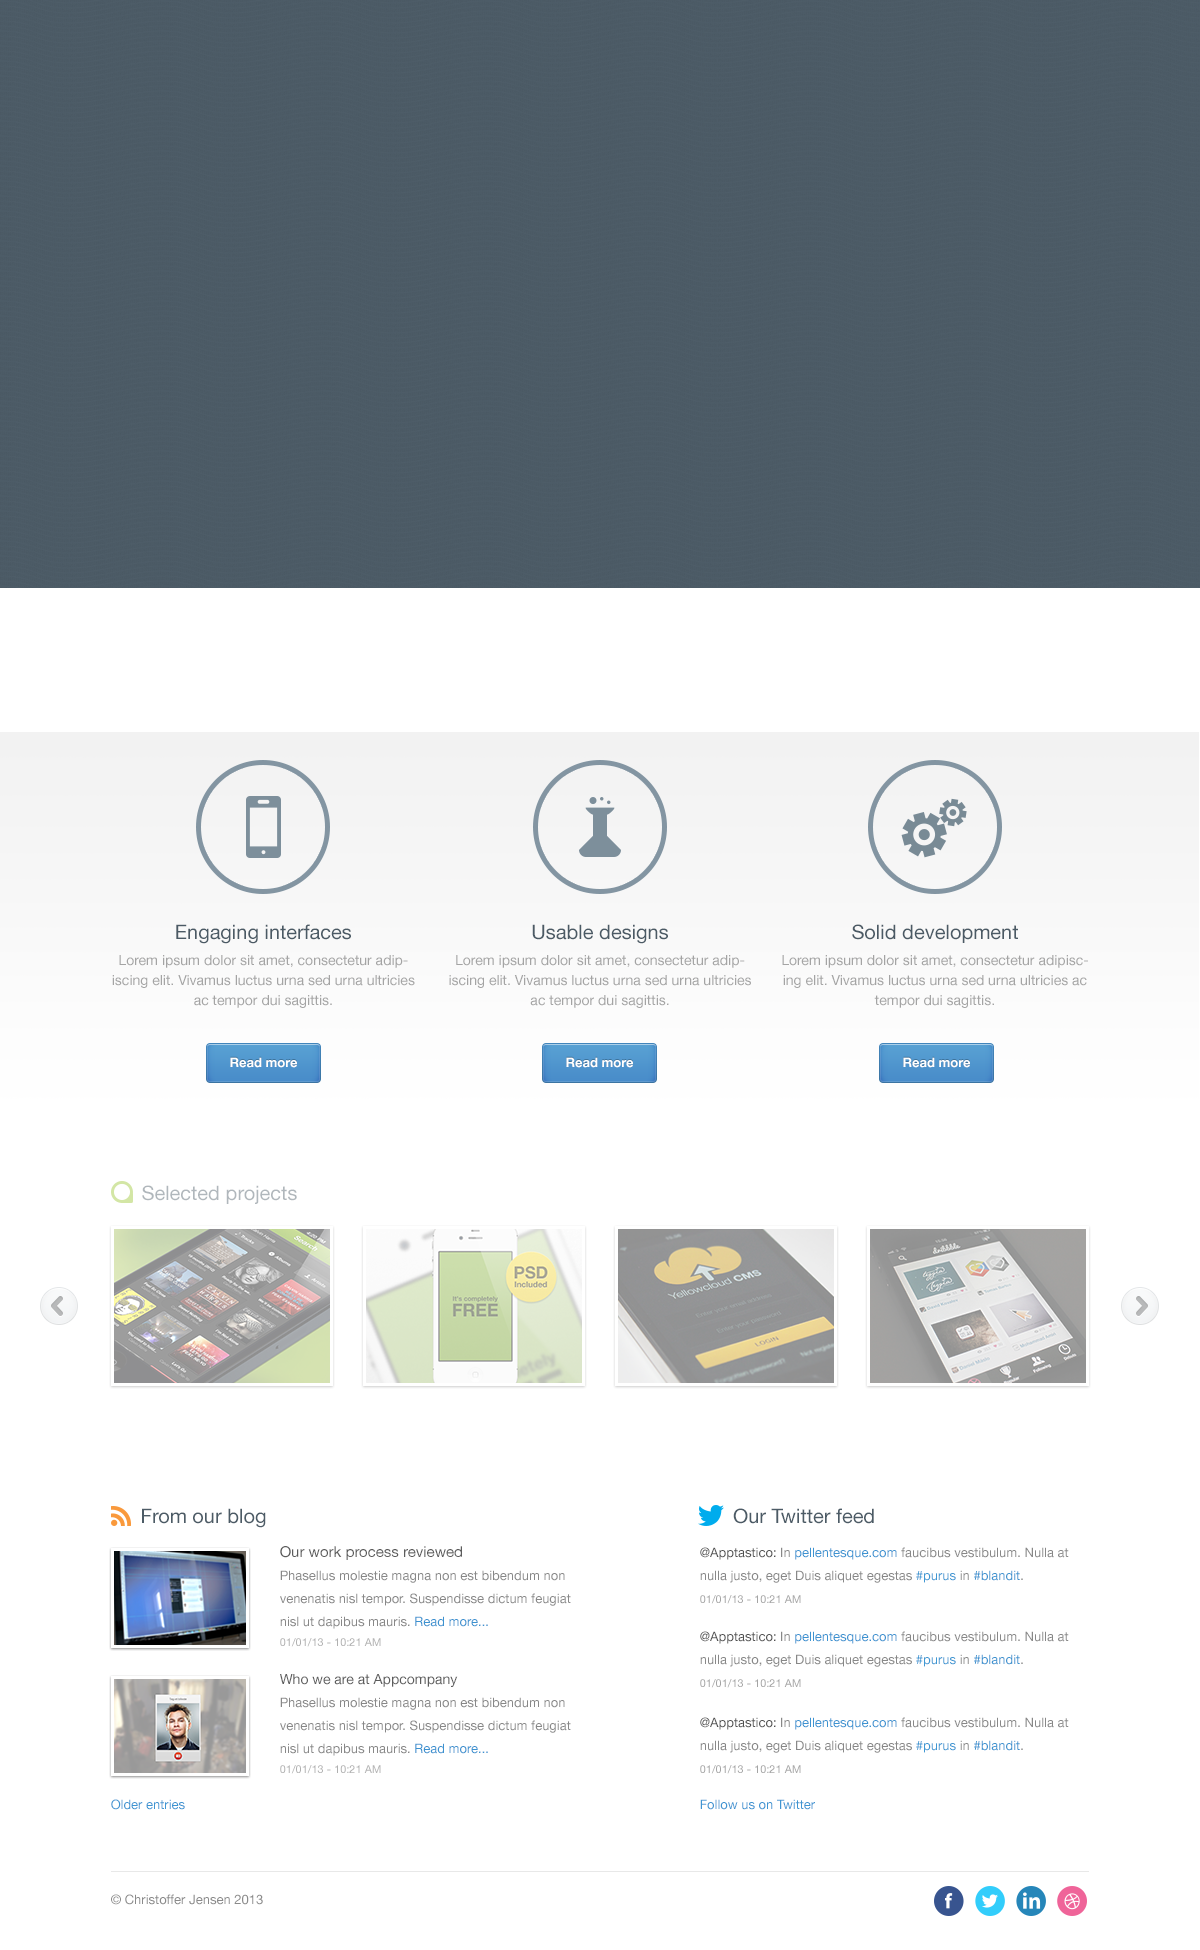 Engaging interfaces
Lorem ipsum dolor sit amet, consectetur adip-
iscing elit. Vivamus luctus urna sed urna ultricies
ac tempor dui sagittis.
Read more
Usable designs
Lorem ipsum dolor sit amet, consectetur adip-
iscing elit. Vivamus luctus urna sed urna ultricies
ac tempor dui sagittis.
Read more
Solid development
Lorem ipsum dolor sit amet, consectetur adipisc-
ing elit. Vivamus luctus urna sed urna ultricies ac
tempor dui sagittis.
Read more
Selected projects
Search
It's completely
FREE
PSD
Included
Yellowcloud CMS
LOGIN
dribbble
From our blog
Our work process reviewed
Phasellus molestie magna non est bibendum non
venenatis nisl tempor. Suspendisse dictum feugiat
nisl ut dapibus mauris. Read more...
01/01/13 - 10:21 AM
Who we are at Appcompany
Phasellus molestie magna non est bibendum non
venenatis nisl tempor. Suspendisse dictum feugiat
nisl ut dapibus mauris. Read more...
01/01/13 - 10:21 AM
Older entries
Our Twitter feed
@Apptastico: In pellentesque.com faucibus vestibulum. Nulla at
nulla justo, eget Duis aliquet egestas #purus in #blandit.
01/01/13 - 10:21 AM
@Apptastico: In pellentesque.com faucibus vestibulum. Nulla at
nulla justo, eget Duis aliquet egestas #purus in #blandit.
01/01/13 - 10:21 AM
@Apptastico: In pellentesque.com faucibus vestibulum. Nulla at
nulla justo, eget Duis aliquet egestas #purus in #blandit.
01/01/13 - 10:21 AM
Follow us on Twitter
© Christoffer Jensen 2013